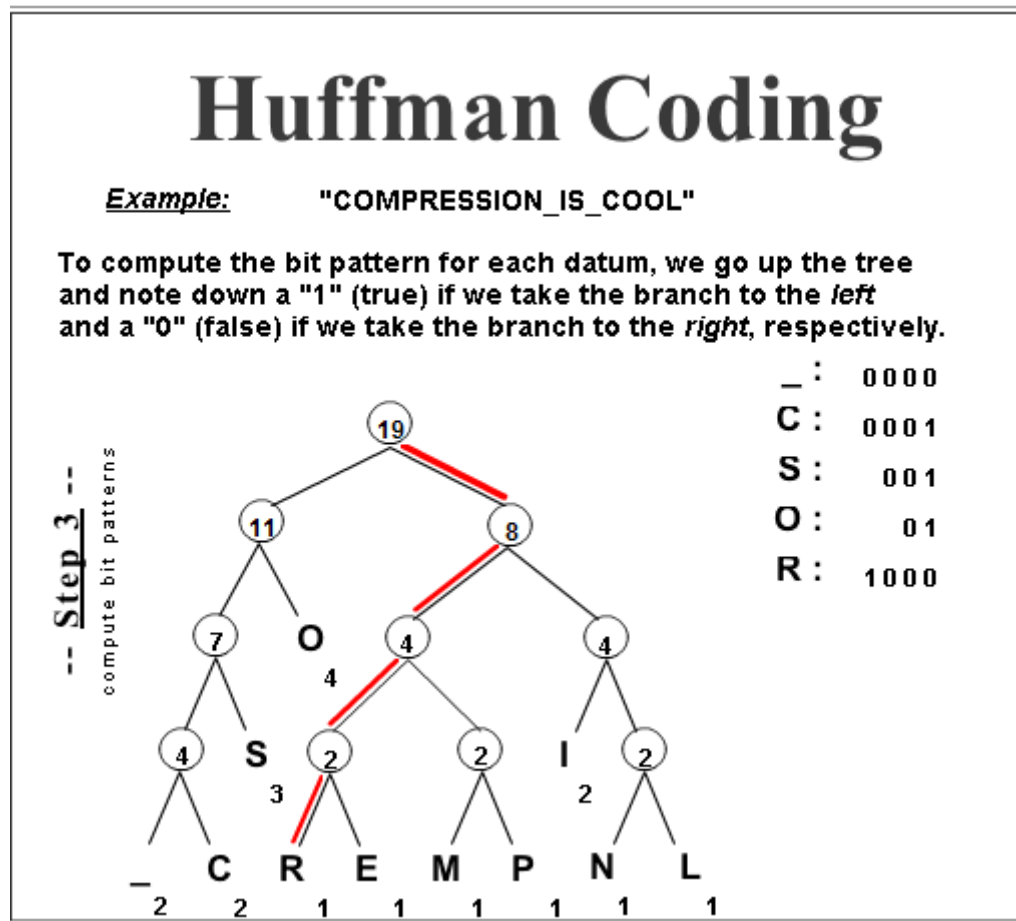 Huffman Coding
Example: "COMPRESSION_IS_COOL"
To compute the bit pattern for each datum, we go up the tree
and note down a "1" (true) if we take the branch to the left
and a "0" (false) if we take the branch to the right, respectively.
-- Step 3 --
compute bit patterns
_ : 0000
C : 0001
S : 001
O : 01
R : 1000
19
11 8
7 O 4 4
4
4 S 2 2 I 2
3 2
_ C R E M P N L
2 2 1 1 1 1 1 1